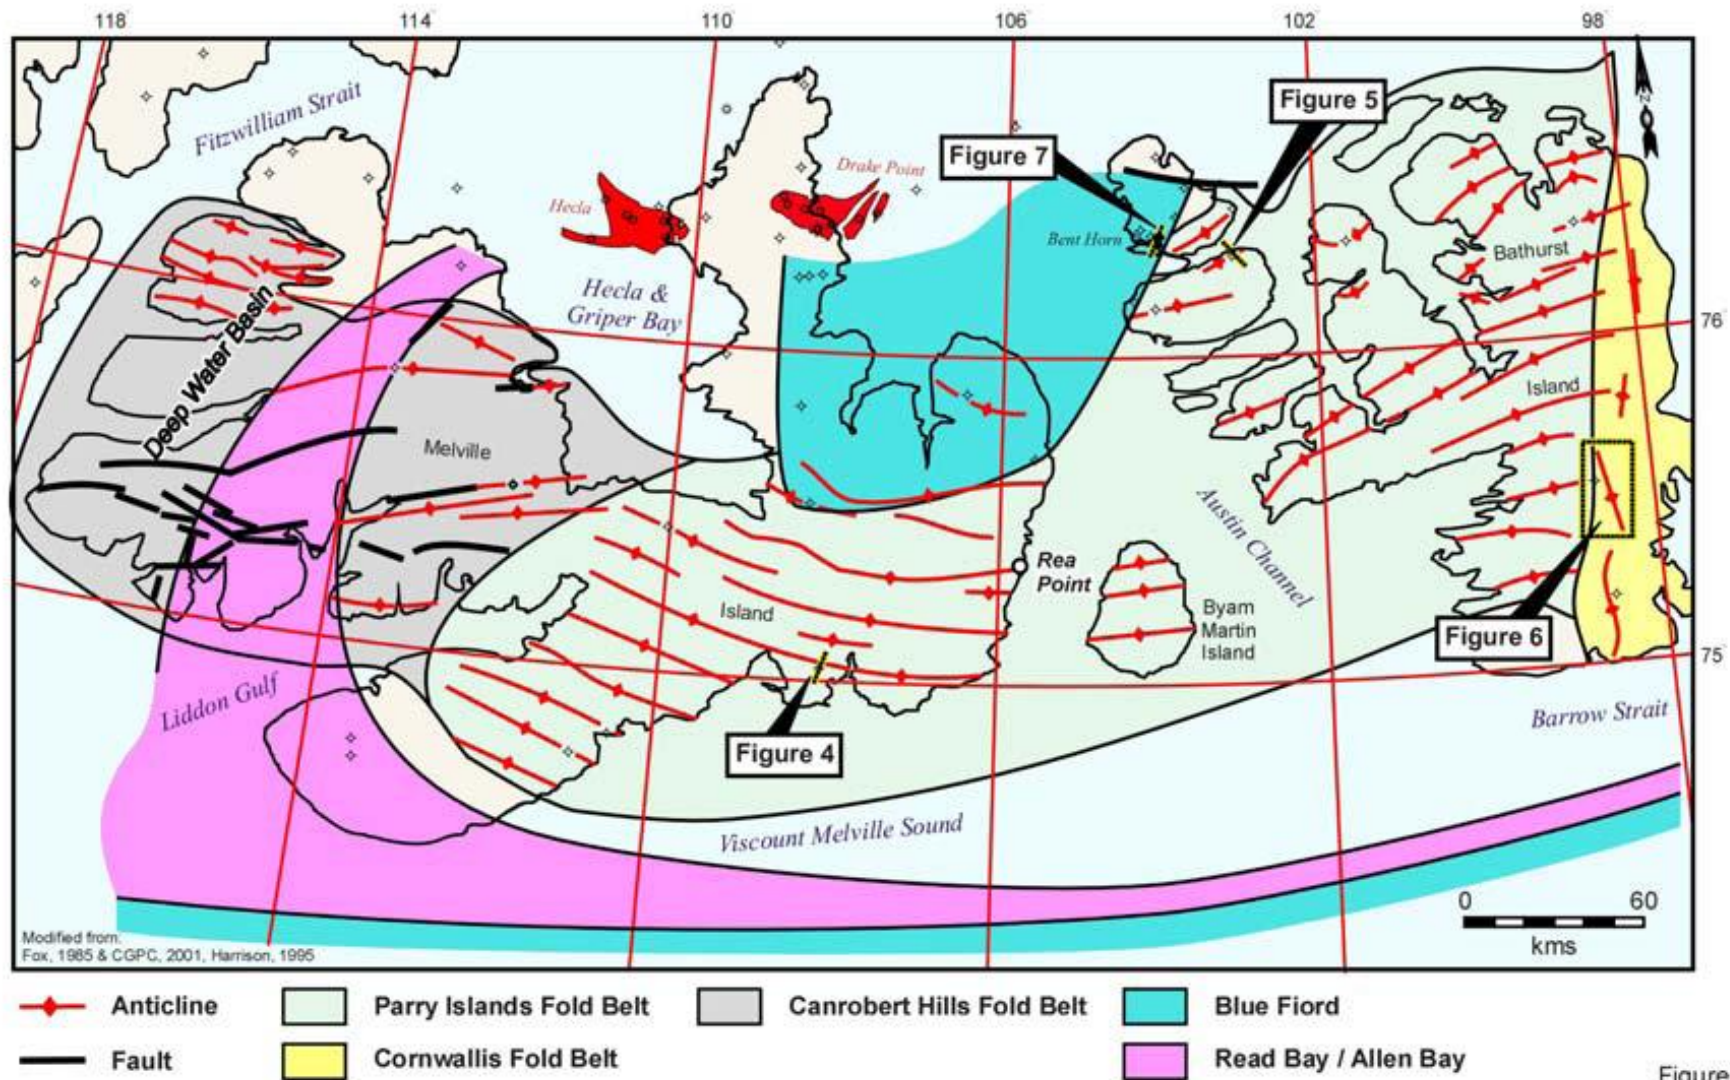 118°
114°
110°
106°
102°
98°
Figure 5
Fitzwilliam Strait
Figure 7
Drake Point
Hecla
Bent Horn
Bathurst
Hecla &
Griper Bay
76°
Deep Water Basin
Island
Melville
Austin Channel
Rea
Point
Island
Byam
Martin
Island
Figure 6
75°
Liddon Gulf
Barrow Strait
Figure 4
Viscount Melville Sound
0 60
kms
Modified from:
Fox, 1985 & CGPC, 2001, Harrison, 1995
Anticline
Parry Islands Fold Belt
Canrobert Hills Fold Belt
Blue Fiord
Fault
Cornwallis Fold Belt
Read Bay / Allen Bay
Figure